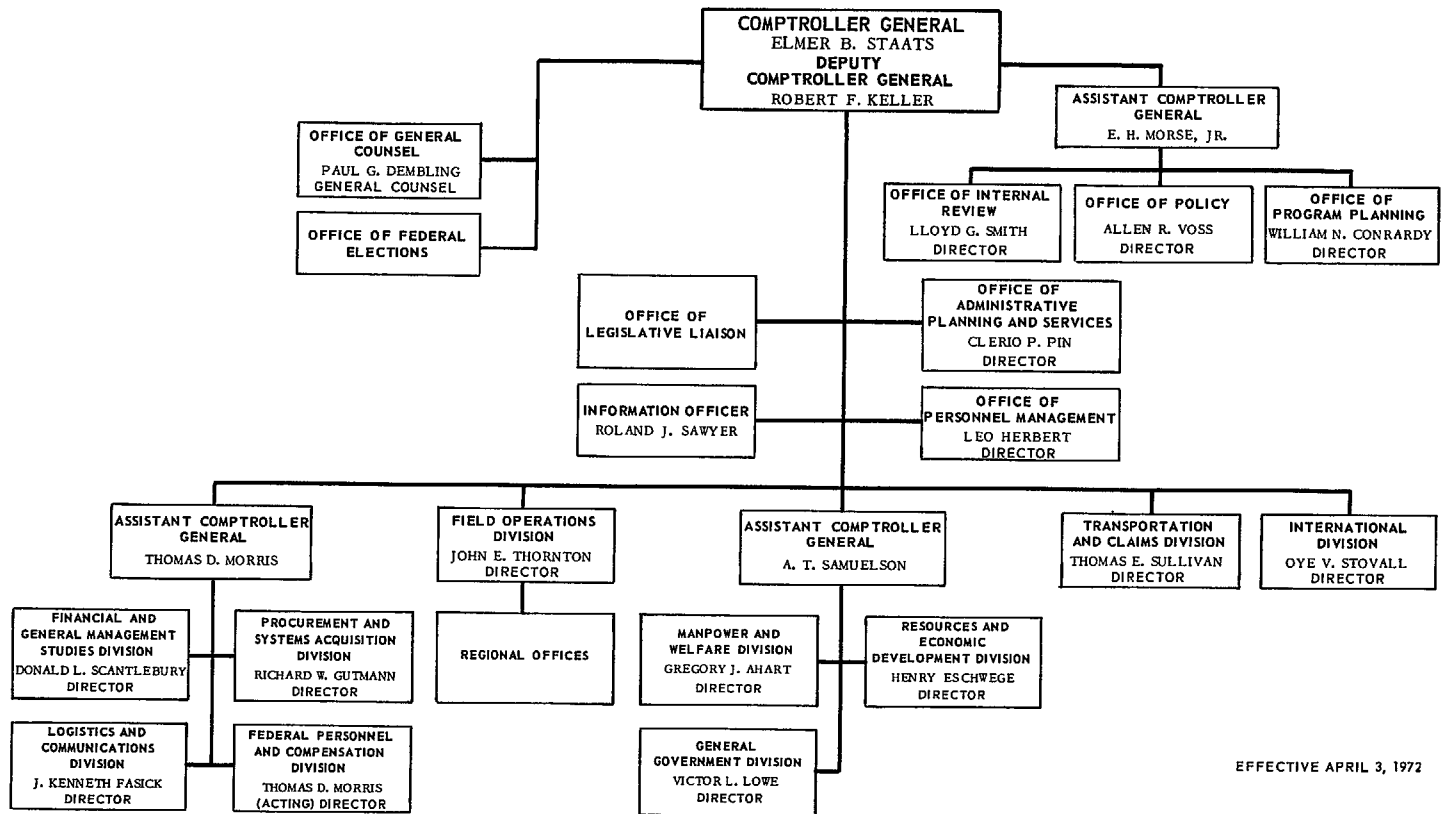 COMPTROLLER GENERAL
ELMER B. STAATS
DEPUTY
COMPTROLLER GENERAL
ROBERT F. KELLER
ASSISTANT COMPTROLLER
GENERAL
E. H. MORSE, JR.
OFFICE OF GENERAL
COUNSEL
PAUL G. DEMBLING
GENERAL COUNSEL
OFFICE OF FEDERAL
ELECTIONS
OFFICE OF INTERNAL
REVIEW
LLOYD G. SMITH
DIRECTOR
OFFICE OF POLICY
ALLEN R. VOSS
DIRECTOR
OFFICE OF
PROGRAM PLANNING
WILLIAM N. CONRARDY
DIRECTOR
OFFICE OF
LEGISLATIVE LIAISON
OFFICE OF
ADMINISTRATIVE
PLANNING AND SERVICES
CLERIO P. PIN
DIRECTOR
INFORMATION OFFICER
ROLAND J. SAWYER
OFFICE OF
PERSONNEL MANAGEMENT
LEO HERBERT
DIRECTOR
ASSISTANT COMPTROLLER
GENERAL
THOMAS D. MORRIS
FIELD OPERATIONS
DIVISION
JOHN E. THORNTON
DIRECTOR
ASSISTANT COMPTROLLER
GENERAL
A. T. SAMUELSON
TRANSPORTATION
AND CLAIMS DIVISION
THOMAS E. SULLIVAN
DIRECTOR
INTERNATIONAL
DIVISION
OYE V. STOVALL
DIRECTOR
FINANCIAL AND
GENERAL MANAGEMENT
STUDIES DIVISION
DONALD L. SCANTLEBURY
DIRECTOR
PROCUREMENT AND
SYSTEMS ACQUISITION
DIVISION
RICHARD W. GUTMANN
DIRECTOR
REGIONAL OFFICES
MANPOWER AND
WELFARE DIVISION
GREGORY J. AHART
DIRECTOR
RESOURCES AND
ECONOMIC
DEVELOPMENT DIVISION
HENRY ESCHWEGE
DIRECTOR
LOGISTICS AND
COMMUNICATIONS
DIVISION
J. KENNETH FASICK
DIRECTOR
FEDERAL PERSONNEL
AND COMPENSATION
DIVISION
THOMAS D. MORRIS
(ACTING) DIRECTOR
GENERAL
GOVERNMENT DIVISION
VICTOR L. LOWE
DIRECTOR
EFFECTIVE APRIL 3, 1972